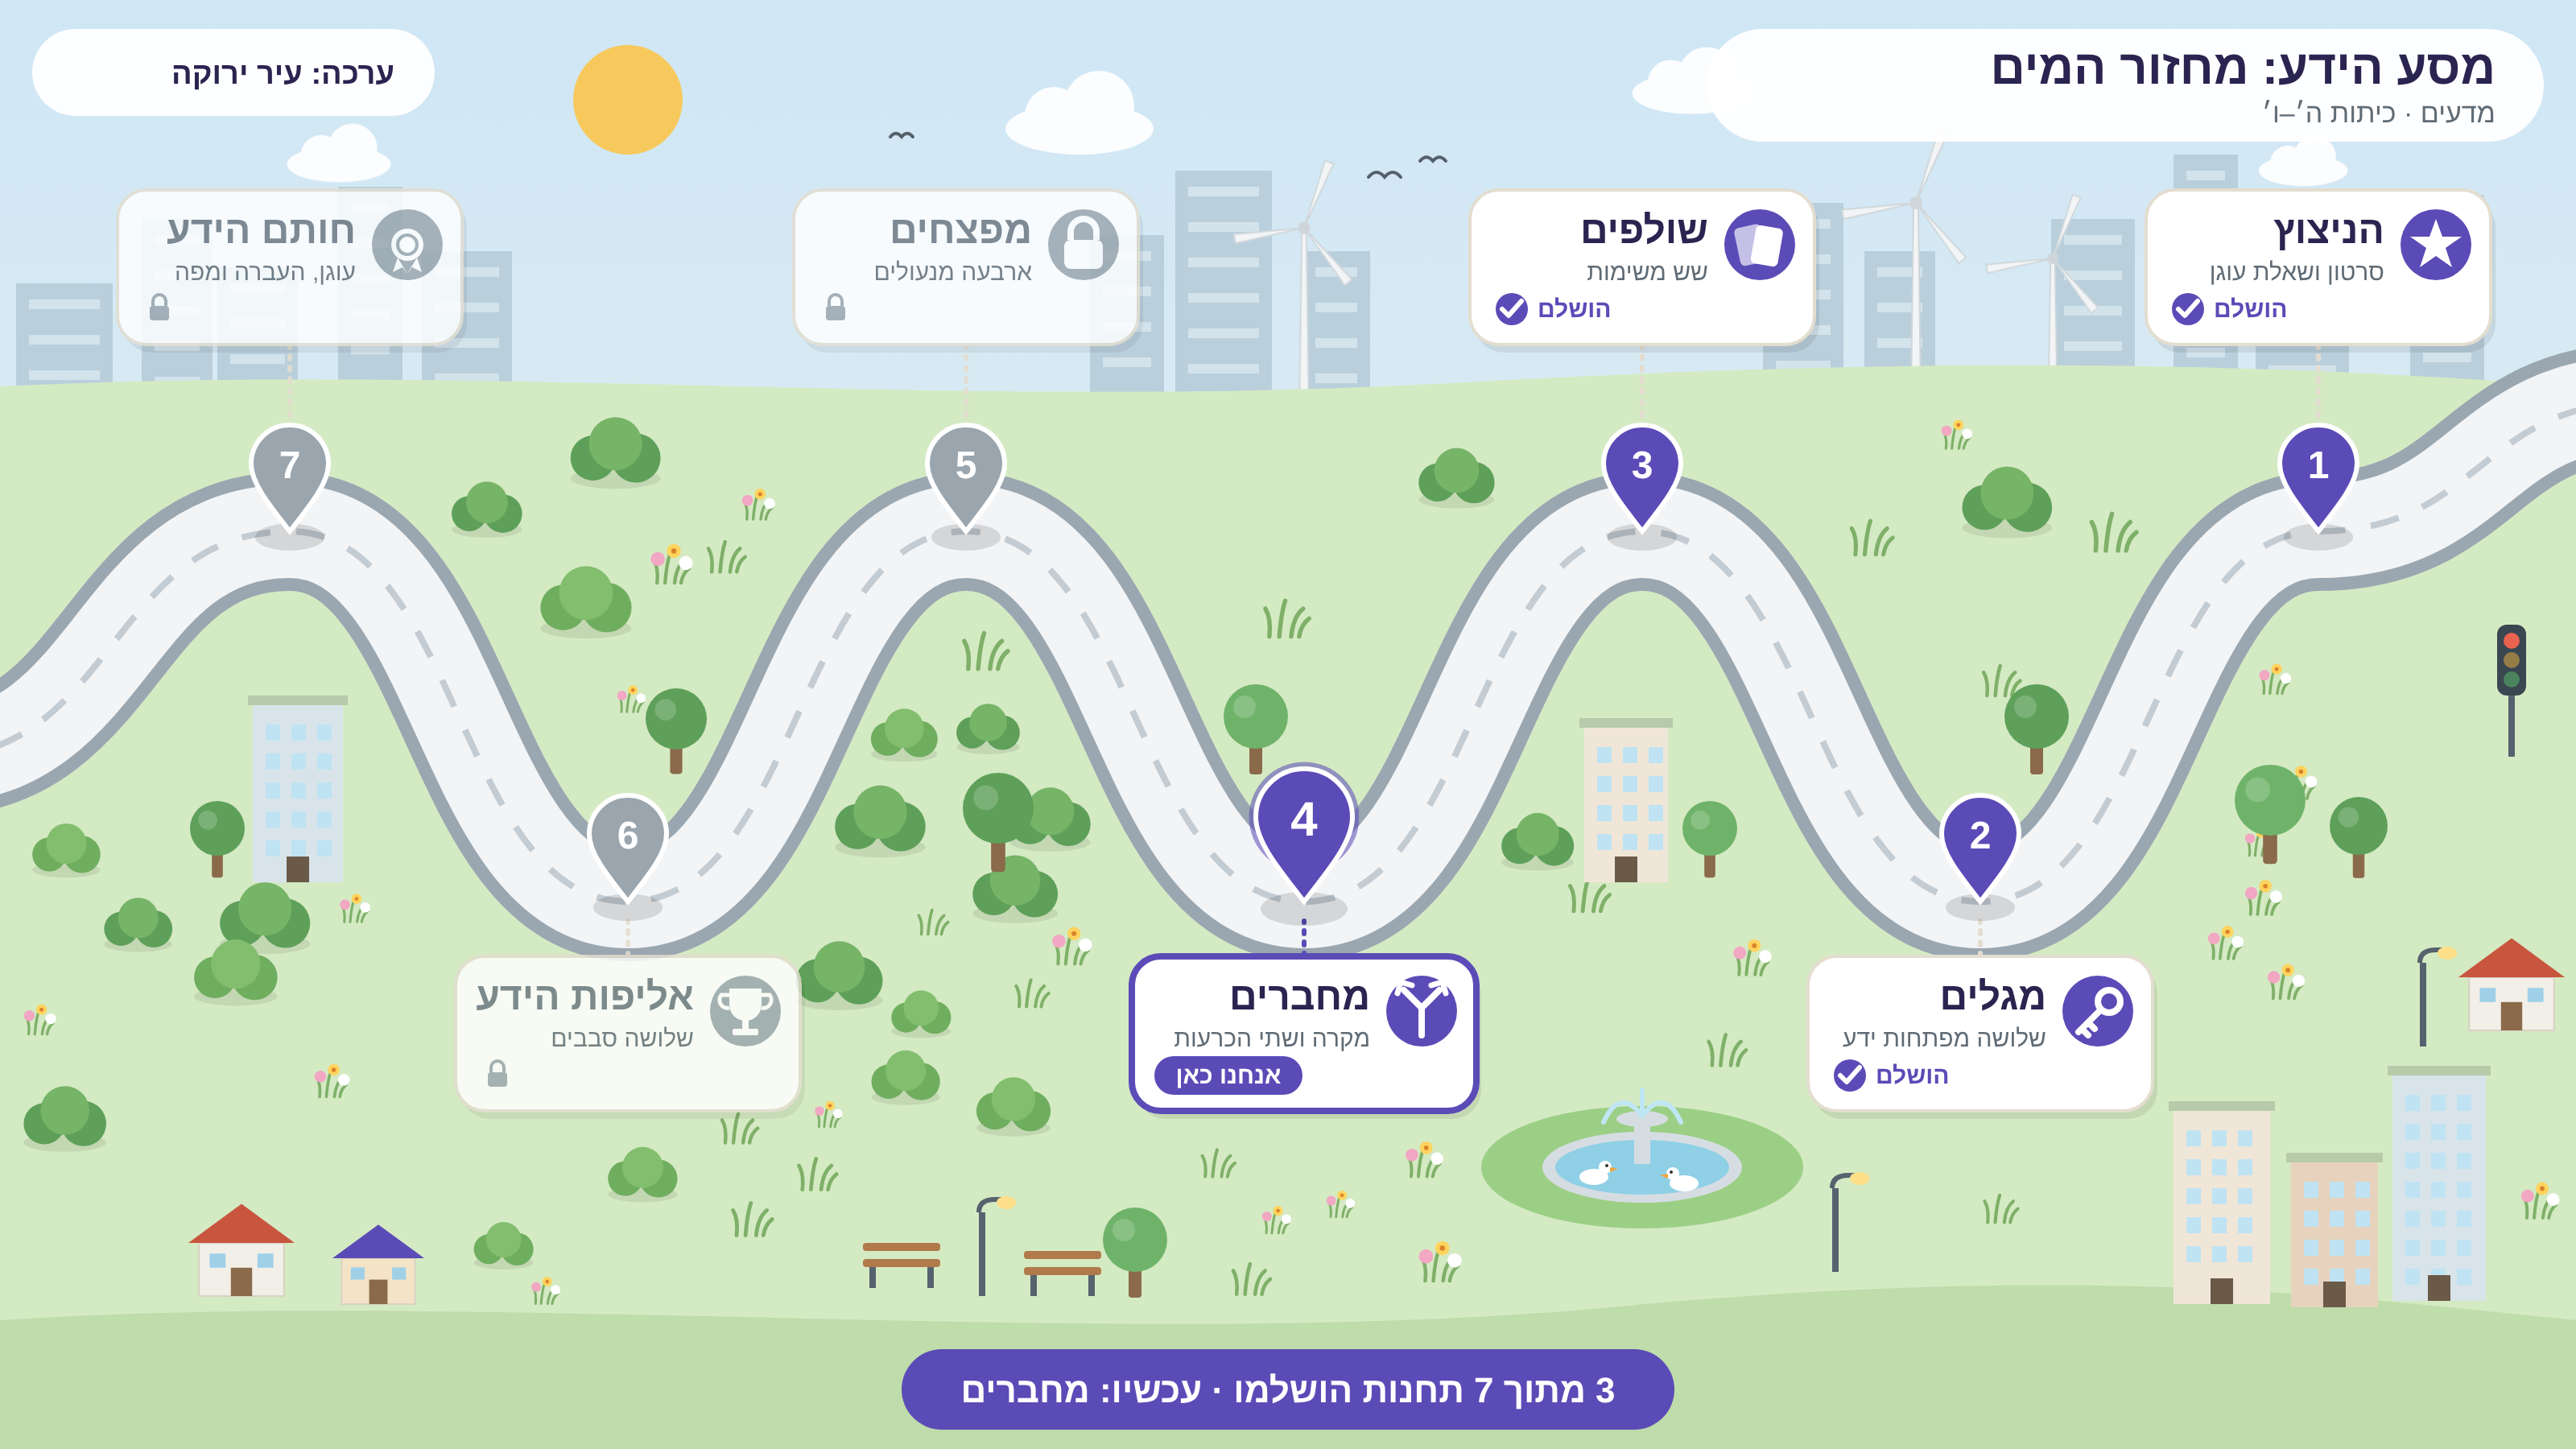 מסע הידע: מחזור המים
מדעים · כיתות ה׳–ו׳
ערכה: עיר ירוקה
הניצוץ
סרטון ושאלת עוגן
הושלם
1
מגלים
שלושה מפתחות ידע
הושלם
2
שולפים
שש משימות
הושלם
3
מחברים
מקרה ושתי הכרעות
אנחנו כאן
4
מפצחים
ארבעה מנעולים
5
אליפות הידע
שלושה סבבים
6
חותם הידע
עוגן, העברה ומפה
7
3 מתוך 7 תחנות הושלמו · עכשיו: מחברים